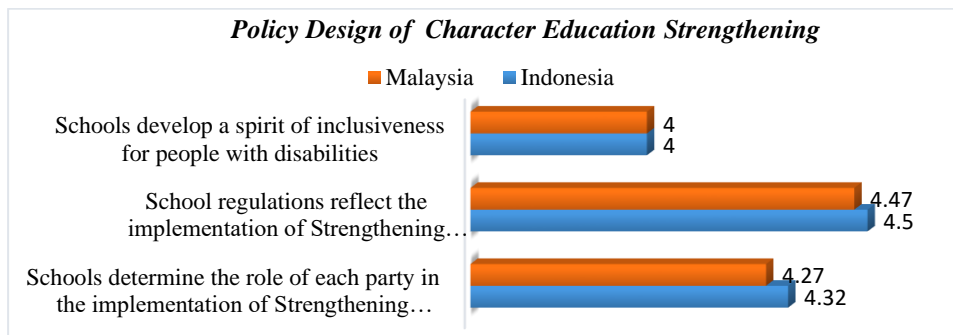 Policy Design of Character Education Strengthening
Malaysia
Indonesia
Schools develop a spirit of inclusiveness
for people with disabilities
4
4
School regulations reflect the
implementation of Strengthening…
4.47
4.5
Schools determine the role of each party in
the implementation of Strengthening…
4.27
4.32